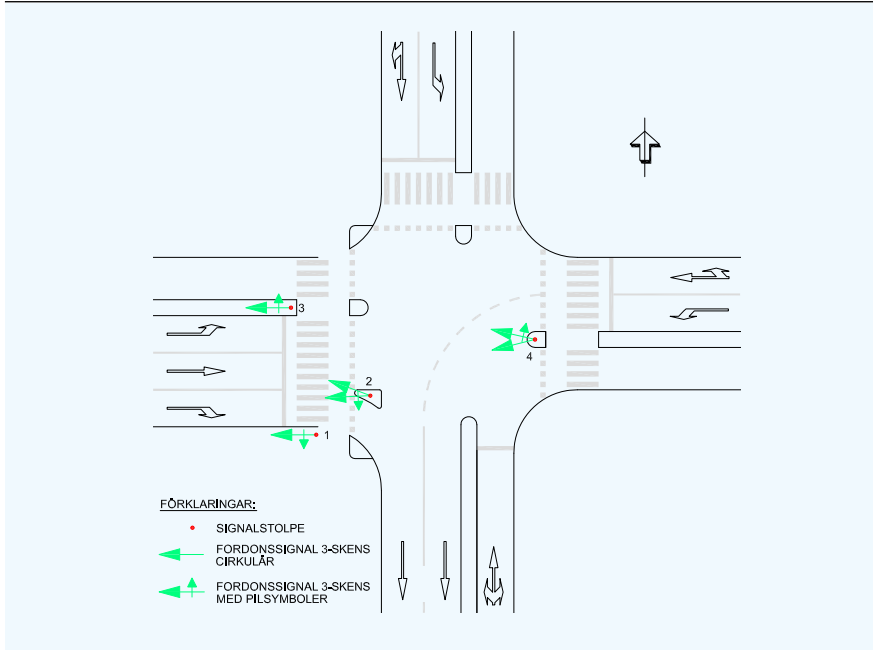 3
4
2
1
FÖRKLARINGAR:
SIGNALSTOLPE
FORDONSSIGNAL 3-SKENS
CIRKULÄR
FORDONSSIGNAL 3-SKENS
MED PILSYMBOLER